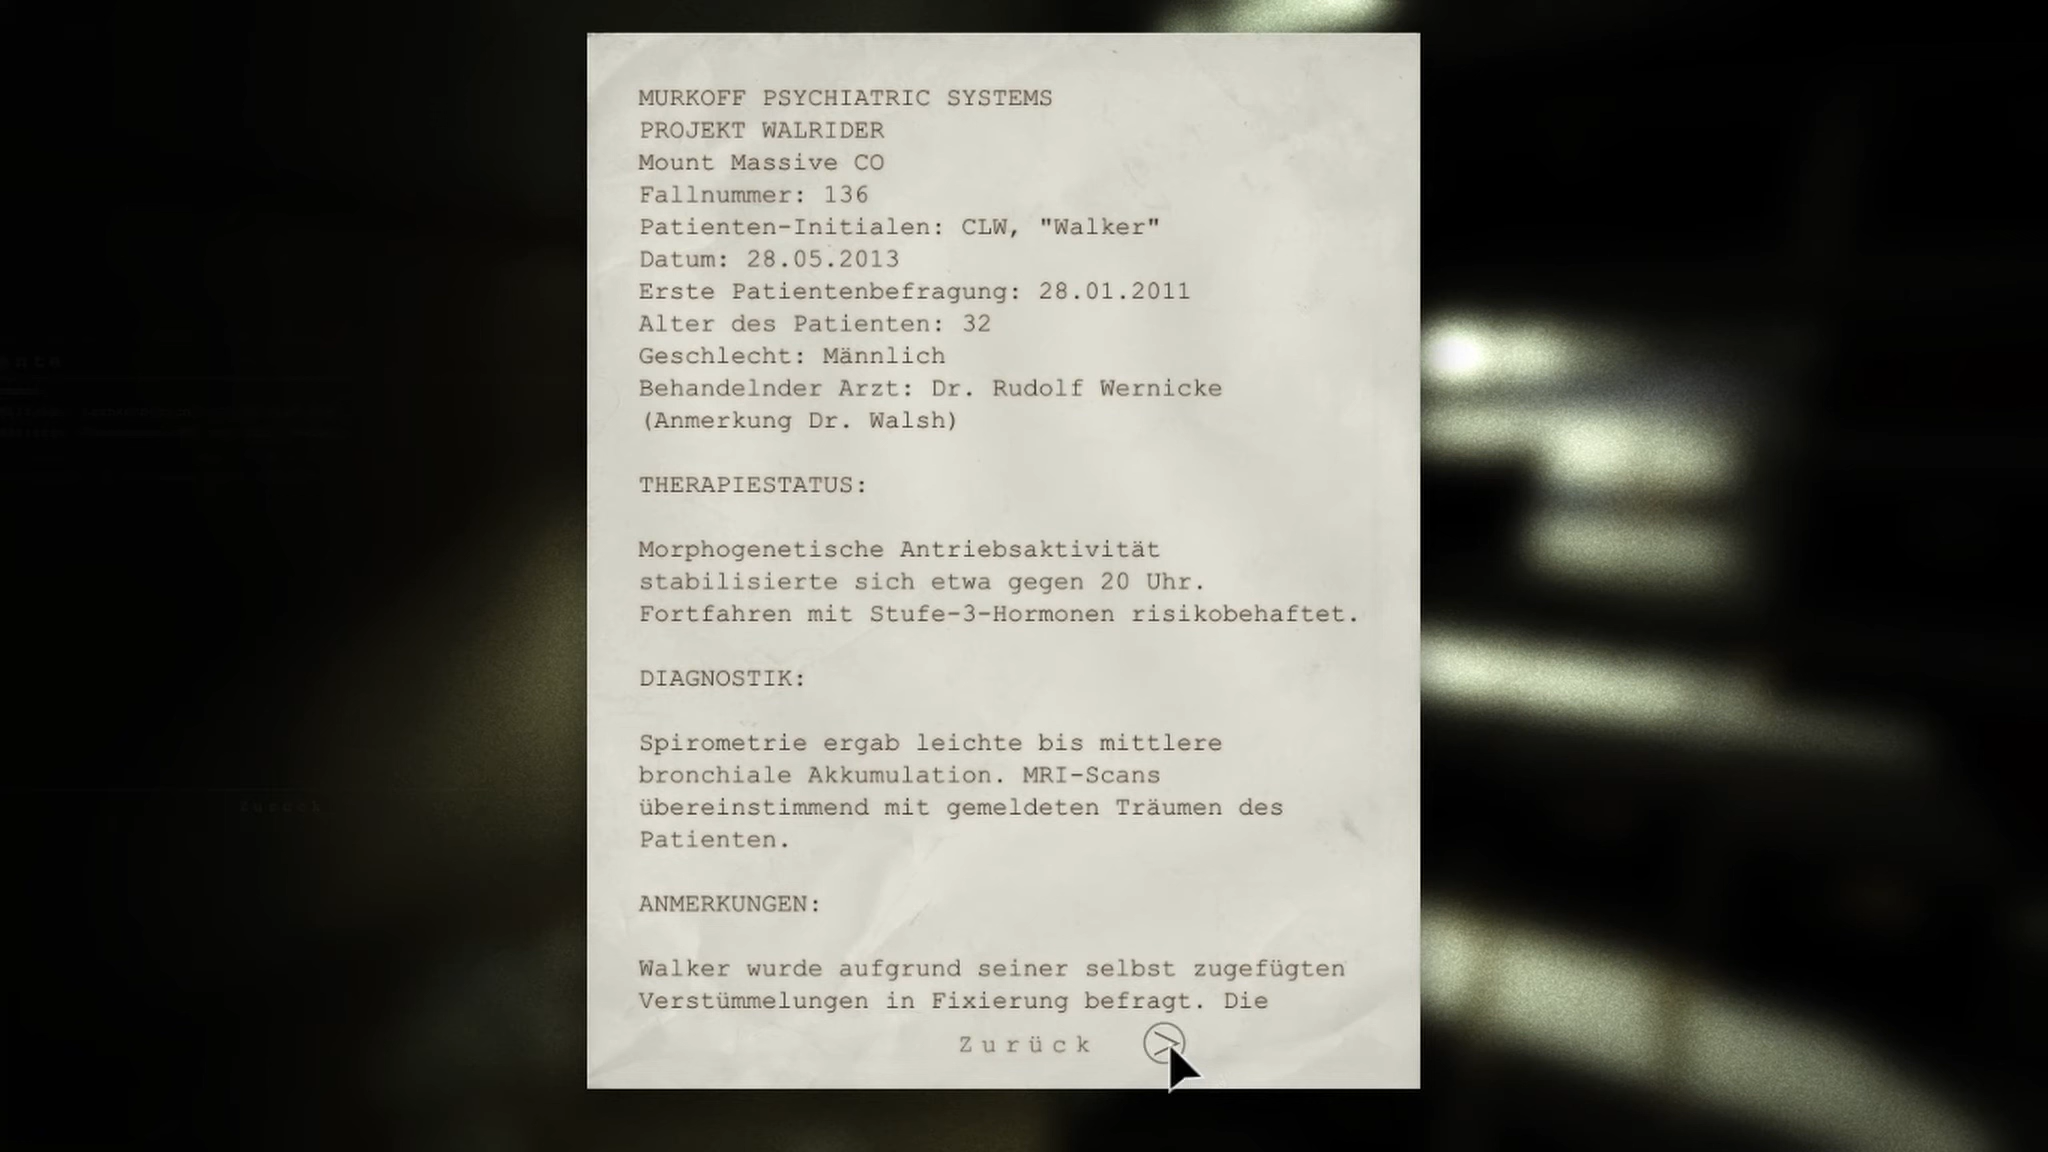 MURKOFF PSYCHIATRIC SYSTEMS
PROJEKT WALRIDER
Mount Massive CO
Fallnummer: 136
Patienten-Initialen: CLW, "Walker"
Datum: 28.05.2013
Erste Patientenbefragung: 28.01.2011
Alter des Patienten: 32
Geschlecht: Männlich
Behandelnder Arzt: Dr. Rudolf Wernicke
(Anmerkung Dr. Walsh)
THERAPIESTATUS:
Morphogenetische Antriebsaktivität
stabilisierte sich etwa gegen 20 Uhr.
Fortfahren mit Stufe-3-Hormonen risikobehaftet.
DIAGNOSTIK:
Spirometrie ergab leichte bis mittlere
bronchiale Akkumulation. MRI-Scans
übereinstimmend mit gemeldeten Träumen des
Patienten.
ANMERKUNGEN:
Walker wurde aufgrund seiner selbst zugefügten
Verstümmelungen in Fixierung befragt. Die
Zurück >
Zurück